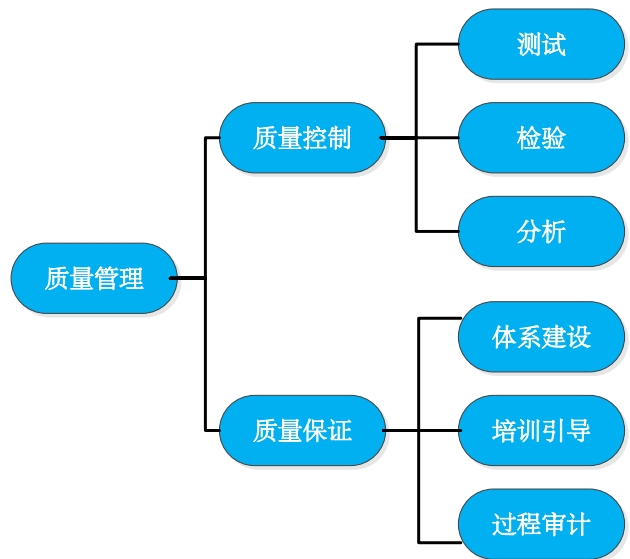 测试
质量控制
检验
分析
质量管理
体系建设
质量保证
培训引导
过程审计